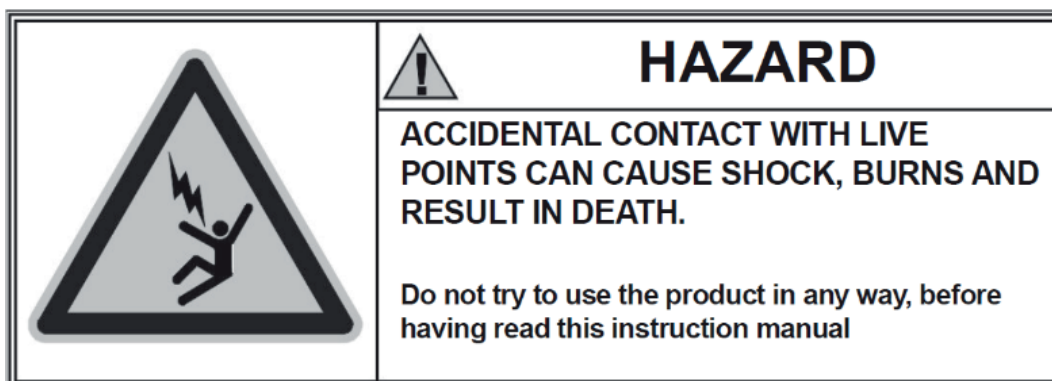 HAZARD
ACCIDENTAL CONTACT WITH LIVE
POINTS CAN CAUSE SHOCK, BURNS AND
RESULT IN DEATH.
Do not try to use the product in any way, before
having read this instruction manual